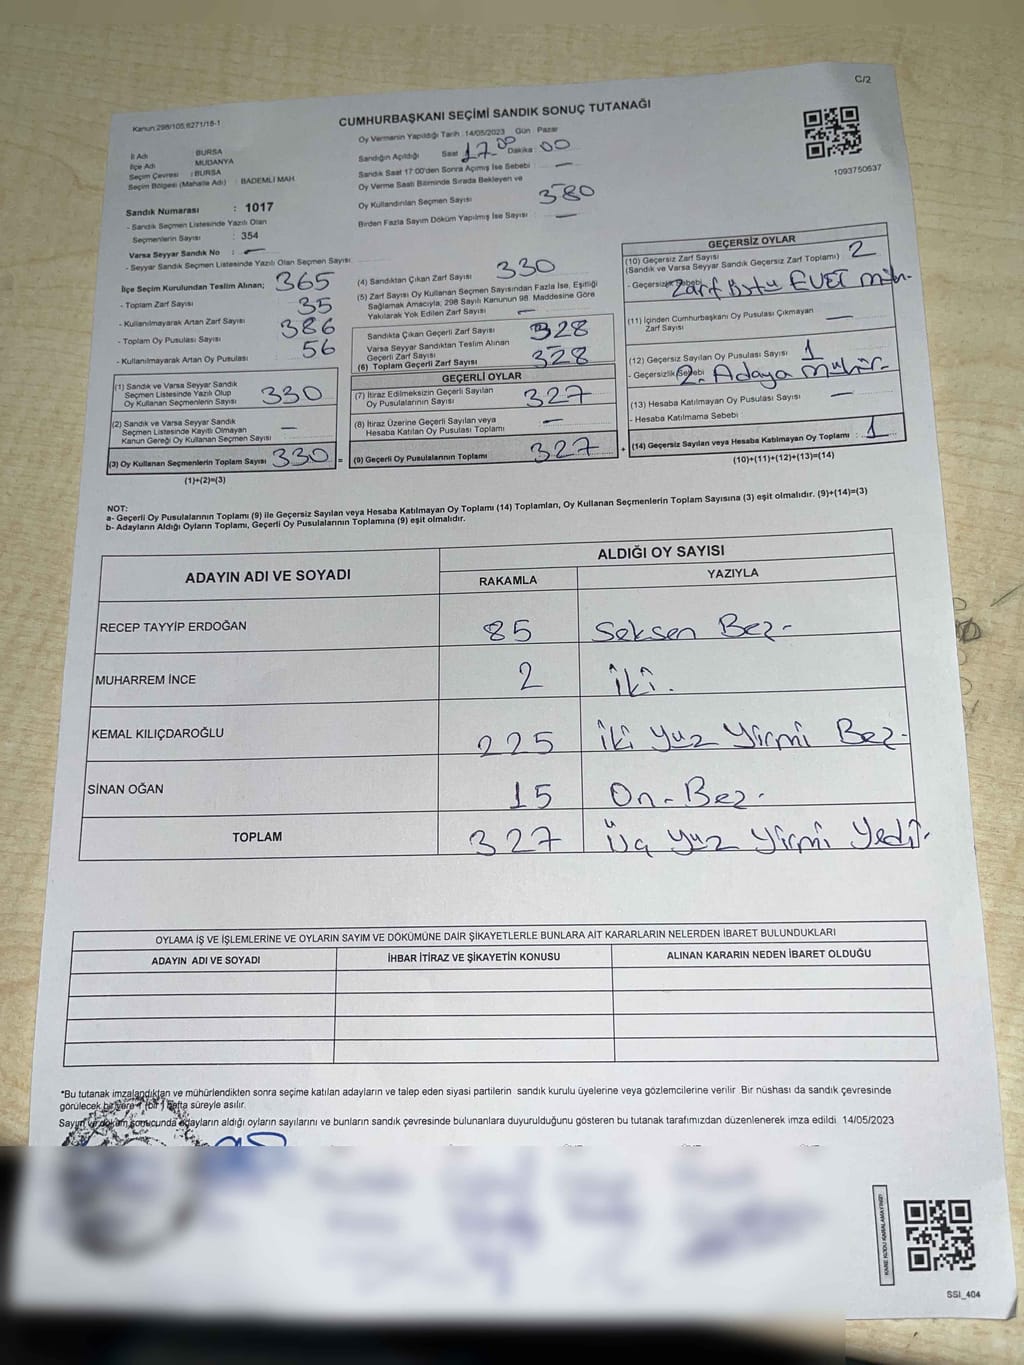 C/2
Kanun:298/105,6271/15-1
CUMHURBAŞKANI SEÇİMİ SANDIK SONUÇ TUTANAĞI
1093750637
İl Adı BURSA
İlçe Adı MUDANYA
Seçim Çevresi : BURSA
Seçim Bölgesi (Mahalle Adı) : BADEMLİ MAH.
Sandık Numarası : 1017
- Sandık Seçmen Listesinde Yazılı Olan
Seçmenlerin Sayısı : 354
Varsa Seyyar Sandık No : —
- Seyyar Sandık Seçmen Listesinde Yazılı Olan Seçmen Sayısı
Oy Vermenin Yapıldığı Tarih :14/05/2023 Gün : Pazar
Sandığın Açıldığı Saat 17 00 Dakika : 00
Sandık Saat 17:00'den Sonra Açılmış İse Sebebi : —
Oy Verme Saati Bitiminde Sırada Bekleyen ve
Oy Kullandırılan Seçmen Sayısı 380
Birden Fazla Sayım Döküm Yapılmış İse Sayısı : —
İlçe Seçim Kurulundan Teslim Alınan;
- Toplam Zarf Sayısı 365
- Kullanılmayarak Artan Zarf Sayısı 35
- Toplam Oy Pusulası Sayısı 386
- Kullanılmayarak Artan Oy Pusulası 56
(1) Sandık ve Varsa Seyyar Sandık
Seçmen Listesinde Yazılı Olup
Oy Kullanan Seçmenlerin Sayısı 330
(2) Sandık ve Varsa Seyyar Sandık
Seçmen Listesinde Kayıtlı Olmayan
Kanun Gereği Oy Kullanan Seçmen Sayısı —
(3) Oy Kullanan Seçmenlerin Toplam Sayısı 330 =
(1)+(2)=(3)
(4) Sandıktan Çıkan Zarf Sayısı 330
(5) Zarf Sayısı Oy Kullanan Seçmen Sayısından Fazla İse, Eşitliği
Sağlamak Amacıyla; 298 Sayılı Kanunun 98. Maddesine Göre
Yakılarak Yok Edilen Zarf Sayısı : —
Sandıkta Çıkan Geçerli Zarf Sayısı 328
Varsa Seyyar Sandıktan Teslim Alınan
Geçerli Zarf Sayısı
(6) Toplam Geçerli Zarf Sayısı 328
GEÇERLİ OYLAR
(7) İtiraz Edilmeksizin Geçerli Sayılan
Oy Pusulalarının Sayısı 327
(8) İtiraz Üzerine Geçerli Sayılan veya
Hesaba Katılan Oy Pusulası Toplamı —
(9) Geçerli Oy Pusulalarının Toplamı 327 +
GEÇERSİZ OYLAR
(10) Geçersiz Zarf Sayısı 2
(Sandık ve Varsa Seyyar Sandık Geçersiz Zarf Toplamı)
- Geçersizlik Sebebi Zarf Üstü EVET Mühr.
(11) İçinden Cumhurbaşkanı Oy Pusulası Çıkmayan
Zarf Sayısı —
(12) Geçersiz Sayılan Oy Pusulası Sayısı 1
- Geçersizlik Sebebi 2. Adaya Mühür.
(13) Hesaba Katılmayan Oy Pusulası Sayısı —
- Hesaba Katılmama Sebebi
(14) Geçersiz Sayılan veya Hesaba Katılmayan Oy Toplamı : 1
(10)+(11)+(12)+(13)=(14)
NOT:
a- Geçerli Oy Pusulalarının Toplamı (9) ile Geçersiz Sayılan veya Hesaba Katılmayan Oy Toplamı (14) Toplamları, Oy Kullanan Seçmenlerin Toplam Sayısına (3) eşit olmalıdır. (9)+(14)=(3)
b- Adayların Aldığı Oyların Toplamı, Geçerli Oy Pusulalarının Toplamına (9) eşit olmalıdır.
ADAYIN ADI VE SOYADI
ALDIĞI OY SAYISI
RAKAMLA YAZIYLA
RECEP TAYYİP ERDOĞAN 85 Seksen Beş-
MUHARREM İNCE 2 İki.
KEMAL KILIÇDAROĞLU 225 İki Yuz Yirmi Beş-
SİNAN OĞAN 15 On-Beş.
TOPLAM 327 Üç Yuz Yirmi Yedi.
OYLAMA İŞ VE İŞLEMLERİNE VE OYLARIN SAYIM VE DÖKÜMÜNE DAİR ŞİKAYETLERLE BUNLARA AİT KARARLARIN NELERDEN İBARET BULUNDUKLARI
ADAYIN ADI VE SOYADI İHBAR İTİRAZ VE ŞİKAYETİN KONUSU ALINAN KARARIN NEDEN İBARET OLDUĞU
*Bu tutanak imzalandıktan ve mühürlendikten sonra seçime katılan adayların ve talep eden siyasi partilerin sandık kurulu üyelerine veya gözlemcilerine verilir. Bir nüshası da sandık çevresinde
görülecek bir yere 1 (bir) hafta süreyle asılır.
Sayım ve döküm sonucunda adayların aldığı oyların sayılarını ve bunların sandık çevresinde bulunanlara duyurulduğunu gösteren bu tutanak tarafımızdan düzenlenerek imza edildi 14/05/2023
KARE KODU KARALAMAYINIZ!
SSI_404